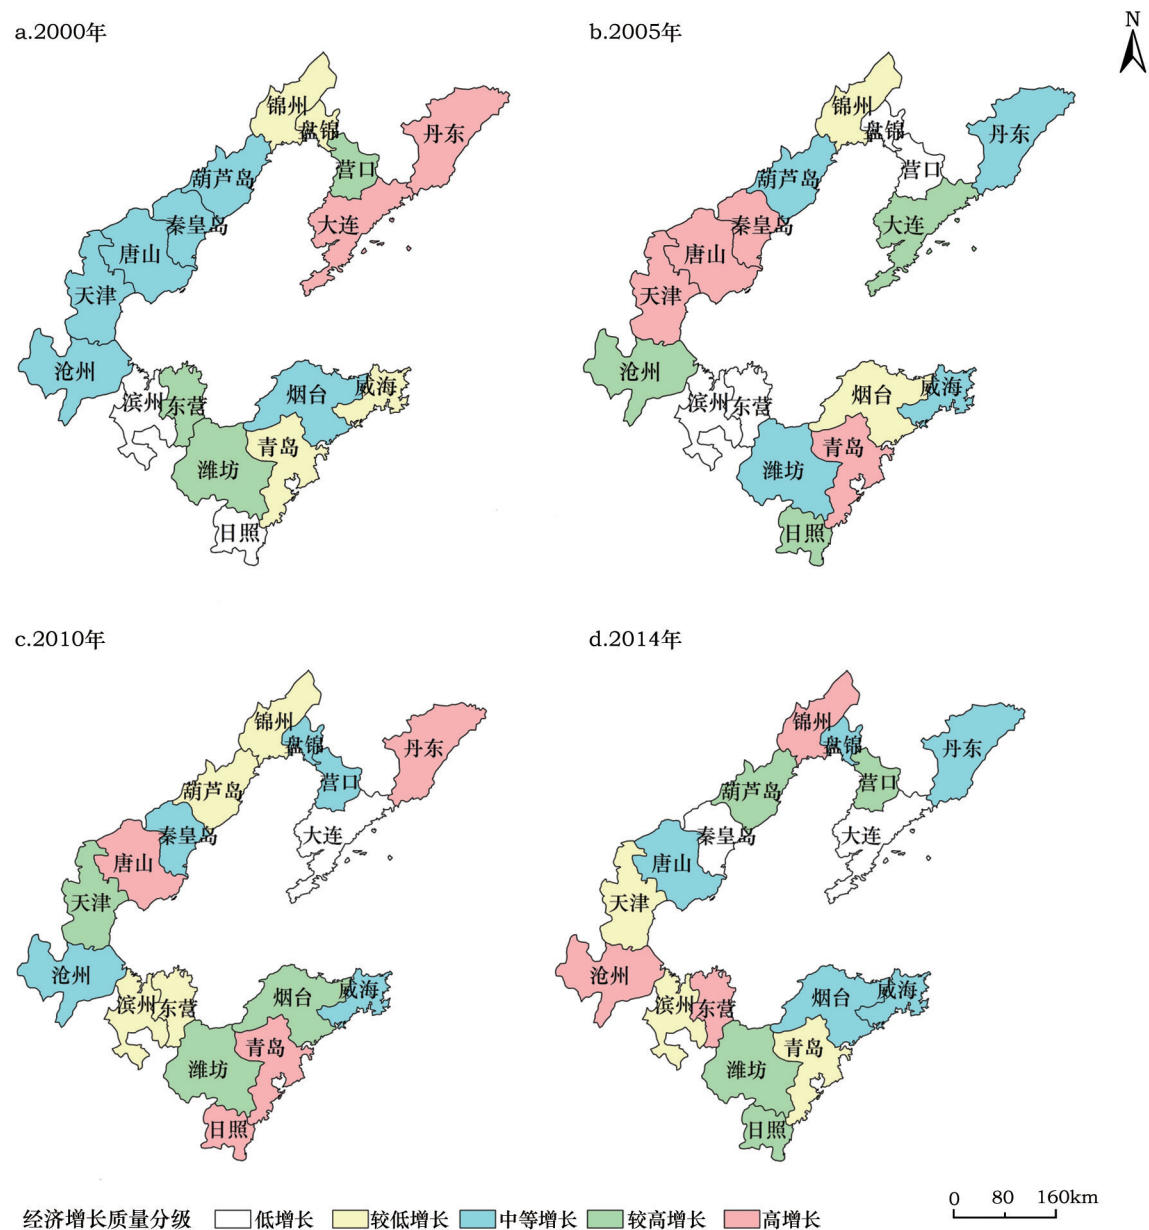 a.2000年
锦州
盘锦
丹东
营口
葫芦岛
秦皇岛
大连
唐山
天津
沧州
滨州
东营
烟台
威海
青岛
潍坊
日照
b.2005年
N
锦州
盘锦
丹东
营口
葫芦岛
秦皇岛
大连
唐山
天津
沧州
滨州
东营
烟台
威海
青岛
潍坊
日照
c.2010年
锦州
盘锦
丹东
营口
葫芦岛
秦皇岛
大连
唐山
天津
沧州
滨州
东营
烟台
威海
青岛
潍坊
日照
d.2014年
锦州
盘锦
丹东
营口
葫芦岛
秦皇岛
大连
唐山
天津
沧州
滨州
东营
烟台
威海
青岛
潍坊
日照
0 80 160km
经济增长质量分级 低增长 较低增长 中等增长 较高增长 高增长